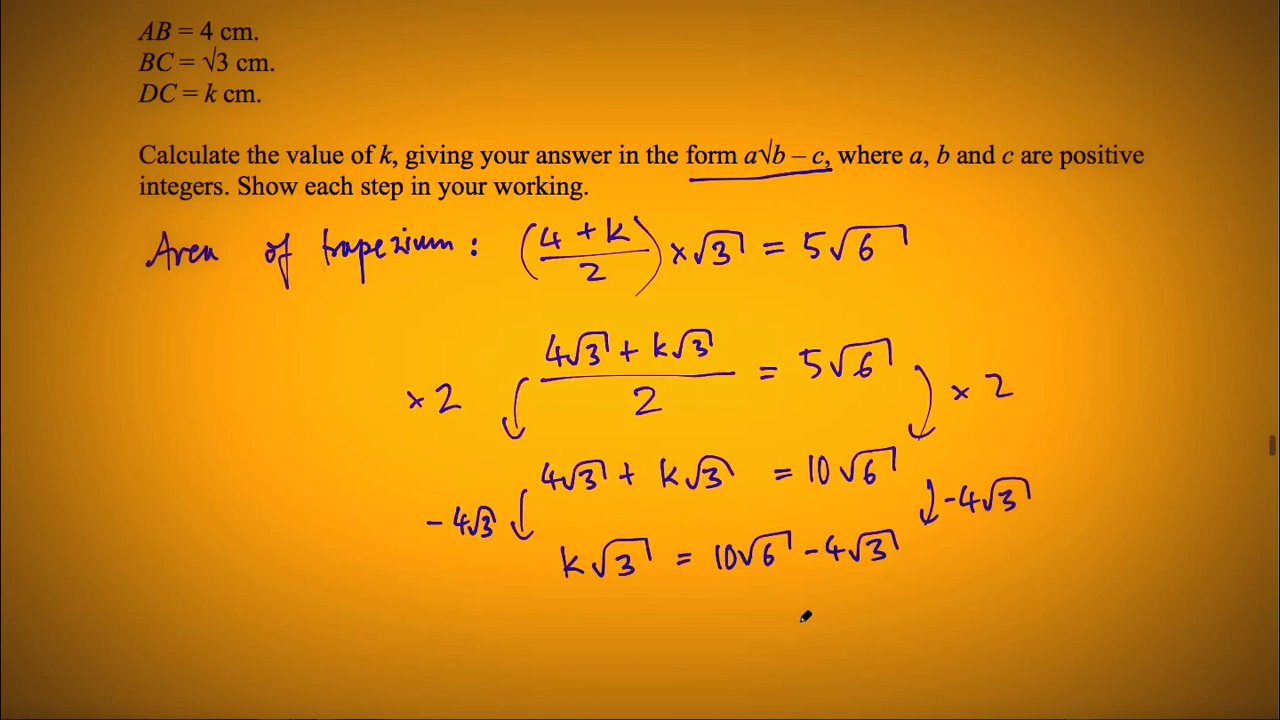 AB = 4 cm.
BC = √3 cm.
DC = k cm.
Calculate the value of k, giving your answer in the form a√b – c, where a, b and c are positive
integers. Show each step in your working.
Area of trapezium : (4 + k / 2) × √3 = 5√6
4√3 + k√3 / 2 = 5√6
× 2 × 2
4√3 + k√3 = 10√6
- 4√3 - 4√3
k√3 = 10√6 - 4√3